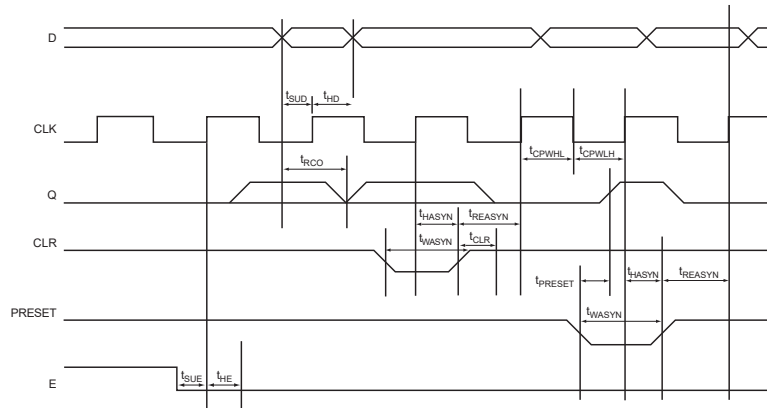 D
tSUD tHD
CLK
tCPWHL tCPWLH
tRCO
Q
tHASYN tREASYN
tWASYN tCLR
CLR
tPRESET tHASYN tREASYN
PRESET
tWASYN
tSUE tHE
E